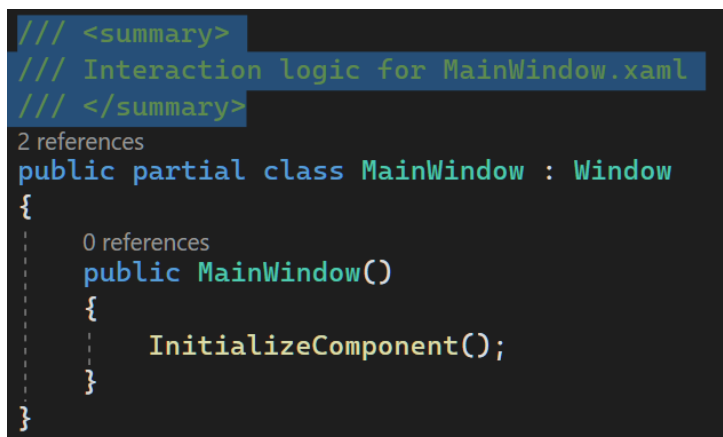 /// <summary>
/// Interaction logic for MainWindow.xaml
/// </summary>
2 references
public partial class MainWindow : Window
{
0 references
public MainWindow()
{
InitializeComponent();
}
}